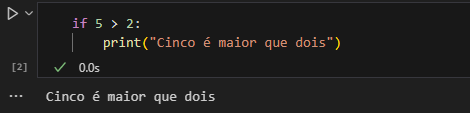 if 5 > 2:
    print("Cinco é maior que dois")
[2]
0.0s
Cinco é maior que dois